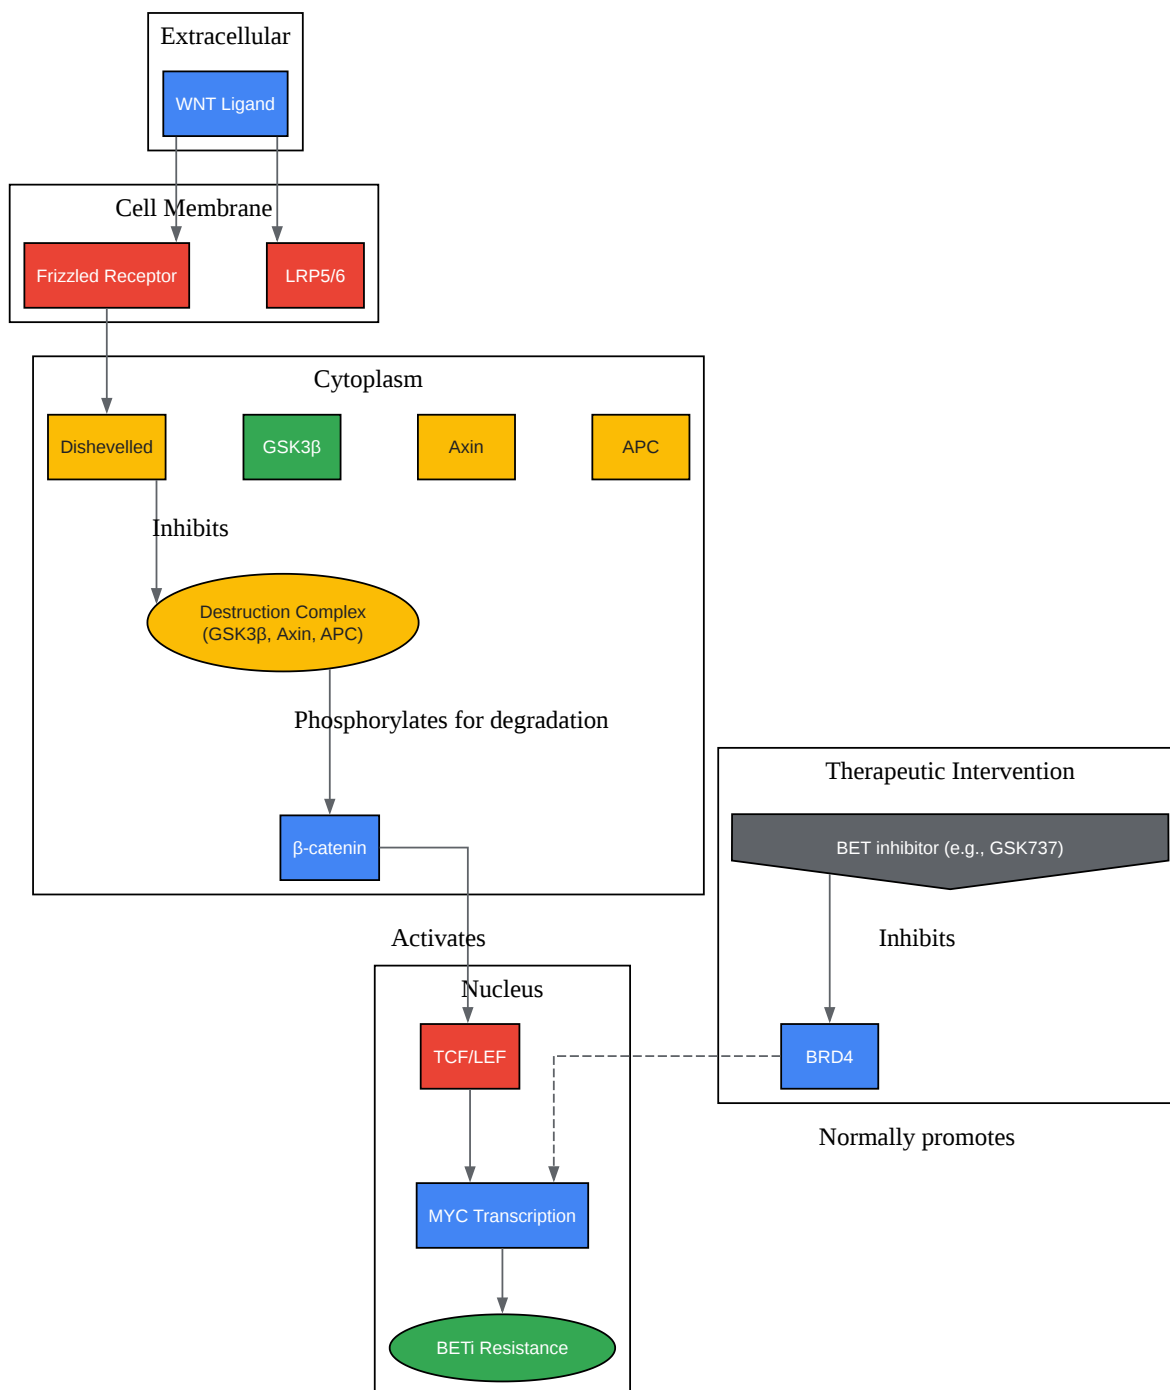 Extracellular
WNT Ligand
Cell Membrane
Frizzled Receptor
LRP5/6
Cytoplasm
Dishevelled
GSK3β
Axin
APC
Inhibits
Destruction Complex
(GSK3β, Axin, APC)
Phosphorylates for degradation
β-catenin
Therapeutic Intervention
BET inhibitor (e.g., GSK737)
Activates
Inhibits
Nucleus
TCF/LEF
BRD4
Normally promotes
MYC Transcription
BETi Resistance